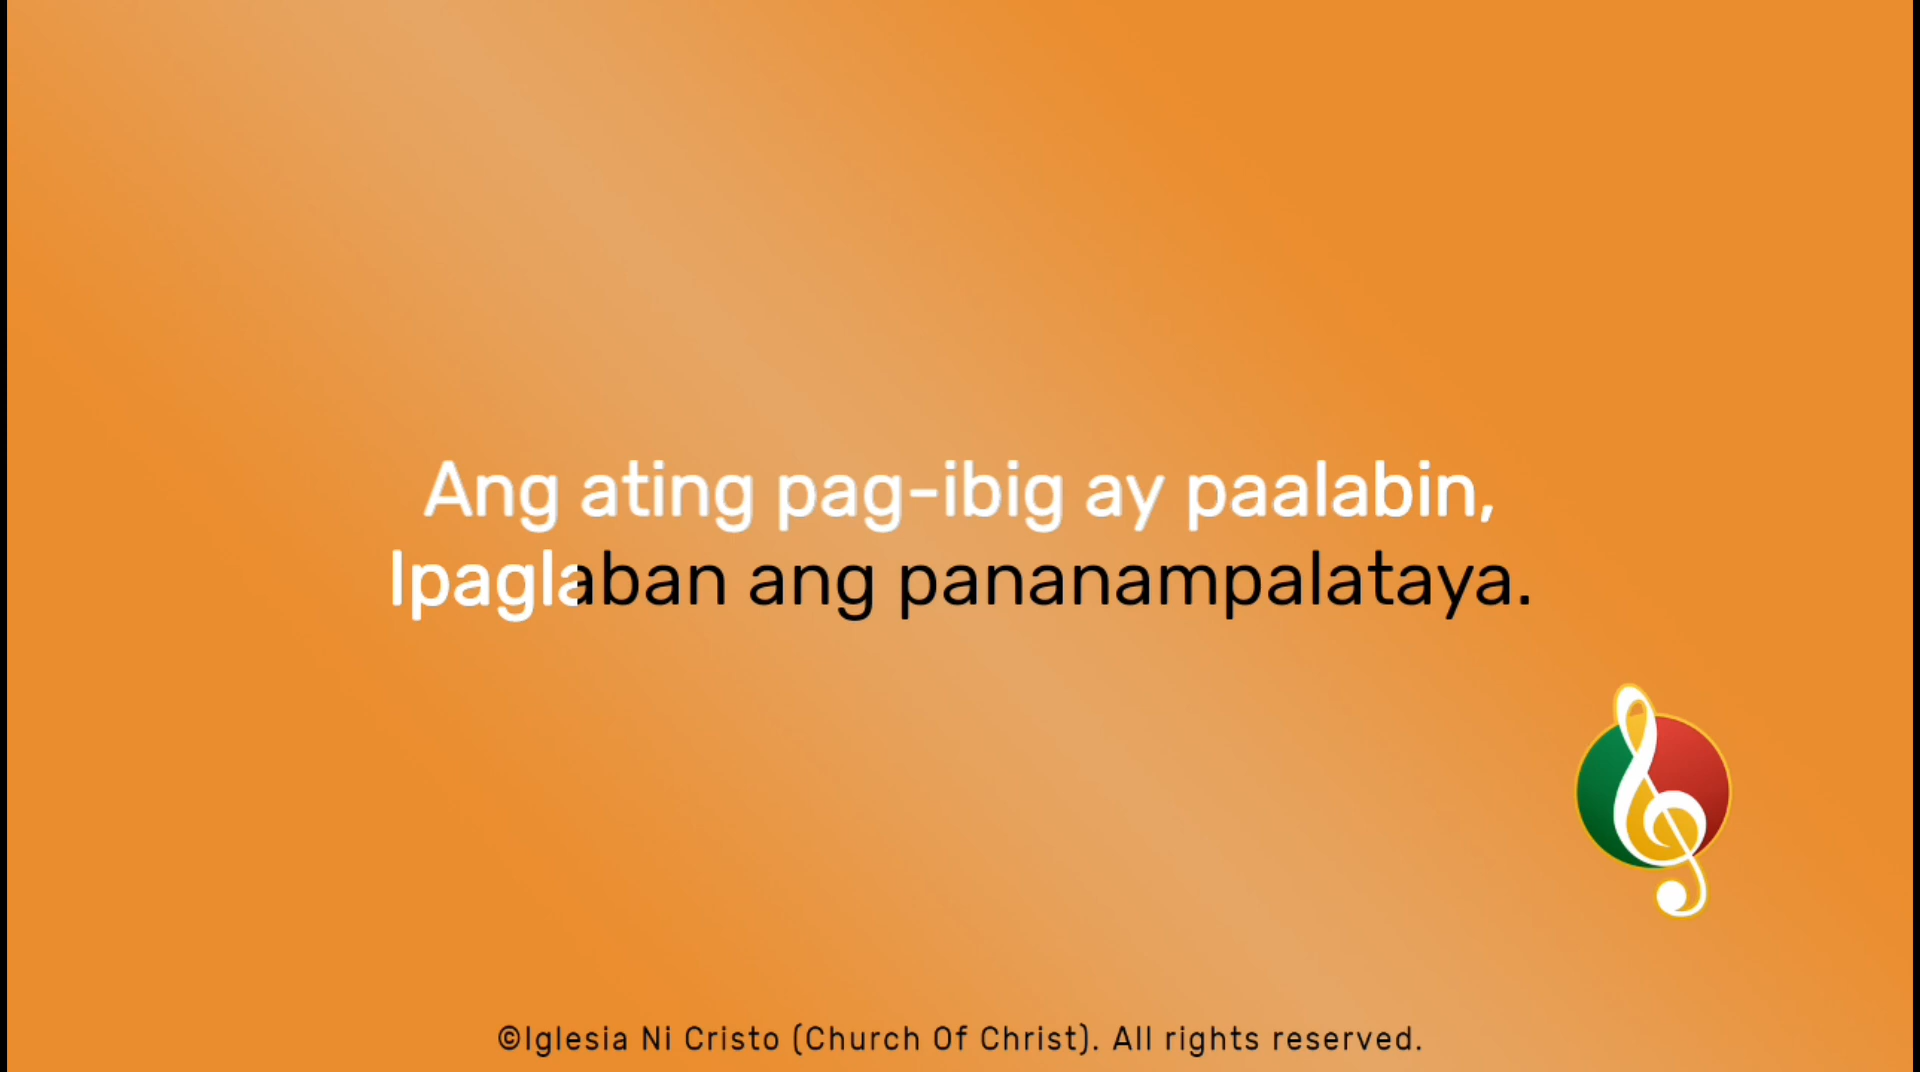 Ang ating pag-ibig ay paalabin,
Ipaglaban ang pananampalataya.
©Iglesia Ni Cristo (Church Of Christ). All rights reserved.